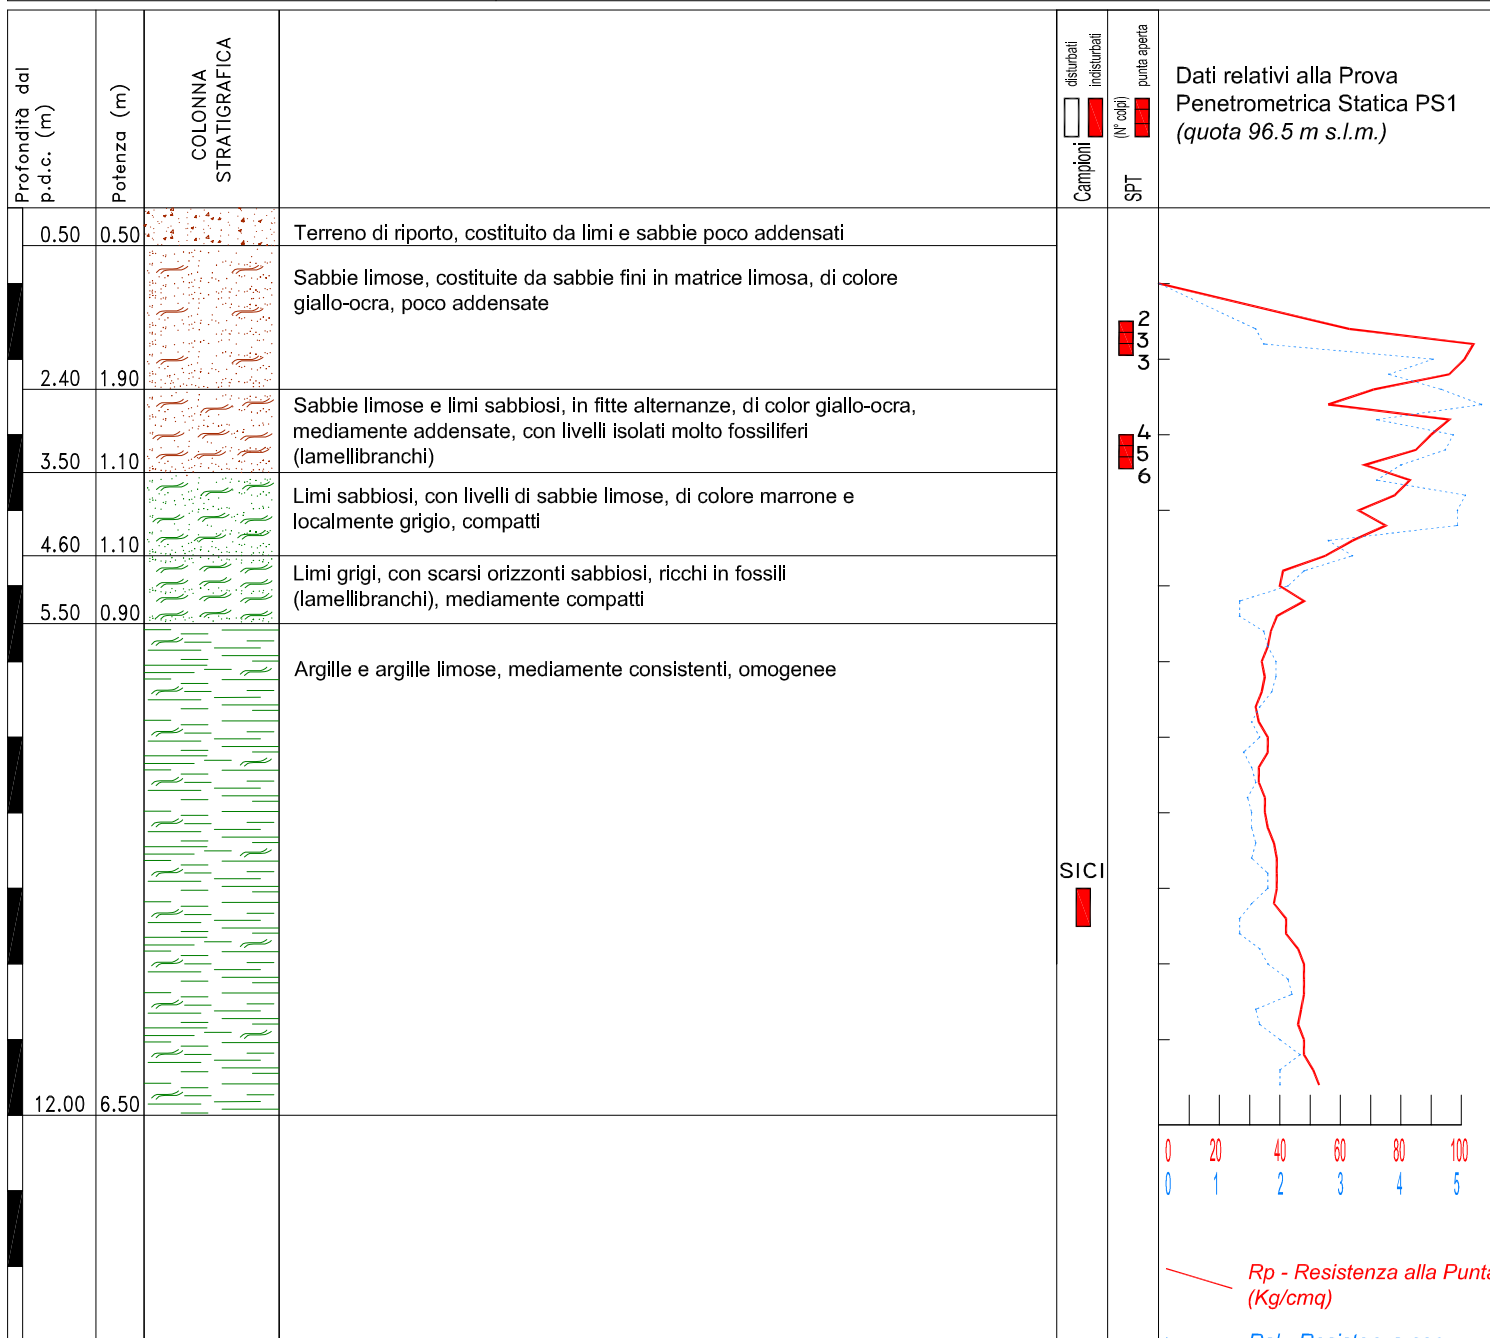 Profondità dal
p.d.c. (m)
Potenza (m)
COLONNA
STRATIGRAFICA
Campioni
disturbati
indisturbati
SPT
(N° colpi)
punta aperta
Dati relativi alla Prova
Penetrometrica Statica PS1
(quota 96.5 m s.l.m.)
0.50 0.50
Terreno di riporto, costituito da limi e sabbie poco addensati
Sabbie limose, costituite da sabbie fini in matrice limosa, di colore
giallo-ocra, poco addensate
2
3
3
2.40 1.90
Sabbie limose e limi sabbiosi, in fitte alternanze, di color giallo-ocra,
mediamente addensate, con livelli isolati molto fossiliferi
(lamellibranchi)
4
5
6
3.50 1.10
Limi sabbiosi, con livelli di sabbie limose, di colore marrone e
localmente grigio, compatti
4.60 1.10
Limi grigi, con scarsi orizzonti sabbiosi, ricchi in fossili
(lamellibranchi), mediamente compatti
5.50 0.90
Argille e argille limose, mediamente consistenti, omogenee
SICI
12.00 6.50
0 20 40 60 80 100
0 1 2 3 4 5
Rp - Resistenza alla Punta
(Kg/cmq)